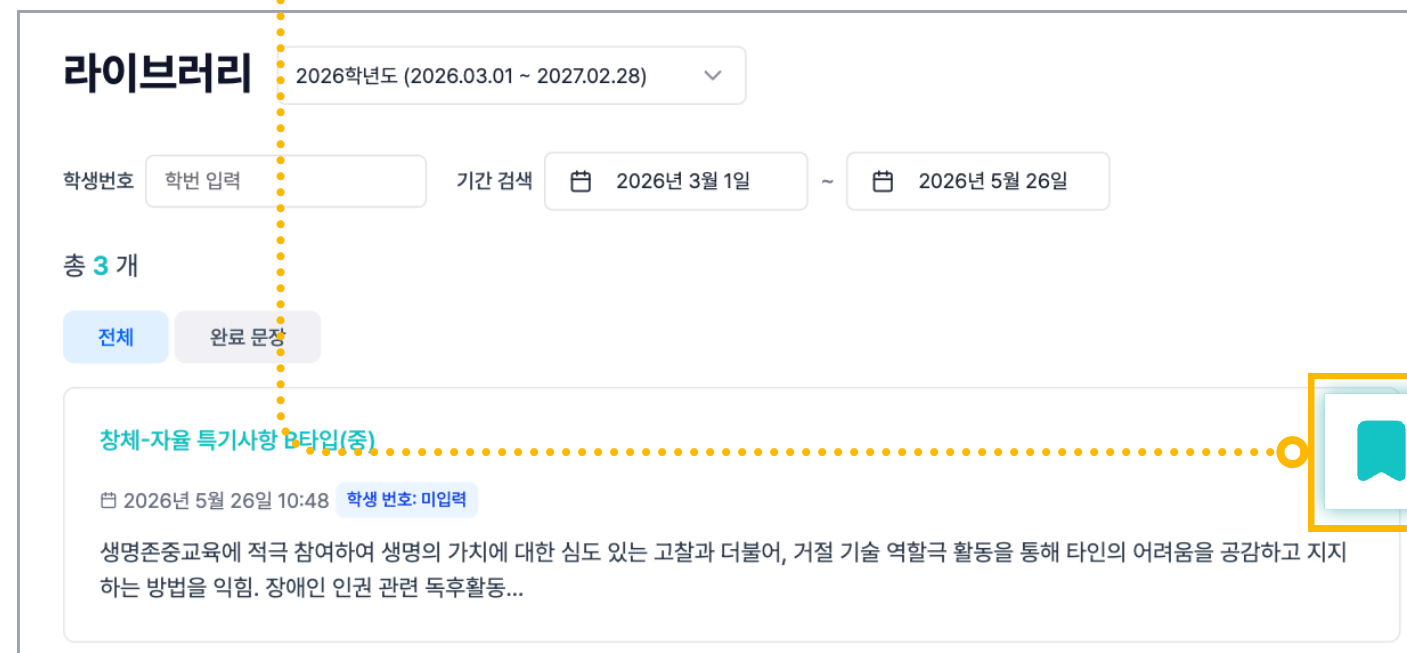 라이브러리 2026학년도 (2026.03.01 ~ 2027.02.28)
학생번호 학번 입력 기간 검색 2026년 3월 1일 ~ 2026년 5월 26일
총 3 개
전체 완료 문장
창체-자율 특기사항 B타입(중)
2026년 5월 26일 10:48 학생 번호: 미입력
생명존중교육에 적극 참여하여 생명의 가치에 대한 심도 있는 고찰과 더불어, 거절 기술 역할극 활동을 통해 타인의 어려움을 공감하고 지지
하는 방법을 익힘. 장애인 인권 관련 독후활동...